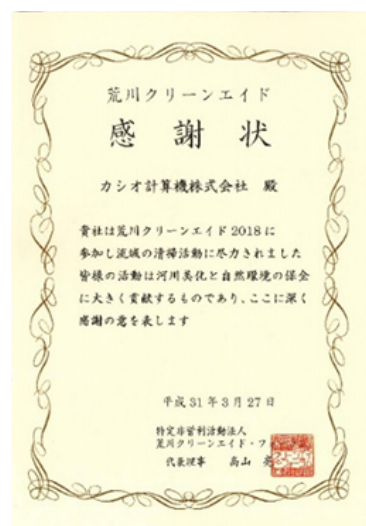 荒川クリーンエイド
感謝状
カシオ計算機株式会社 殿
貴社は荒川クリーンエイド2018に
参加し流域の清掃活動に尽力されました
皆様の活動は河川美化と自然環境の保全
に大きく貢献するものであり、ここに深く
感謝の意を表します
平成31年3月27日
特定非営利活動法人
荒川クリーンエイド・フ
代表理事 高山 英